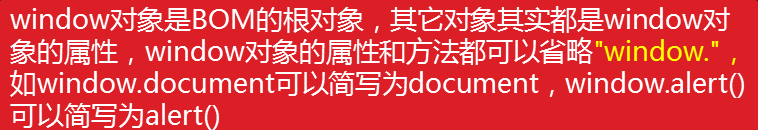 window对象是BOM的根对象，其它对象其实都是window对
象的属性，window对象的属性和方法都可以省略"window."，
如window.document可以简写为document，window.alert()
可以简写为alert()